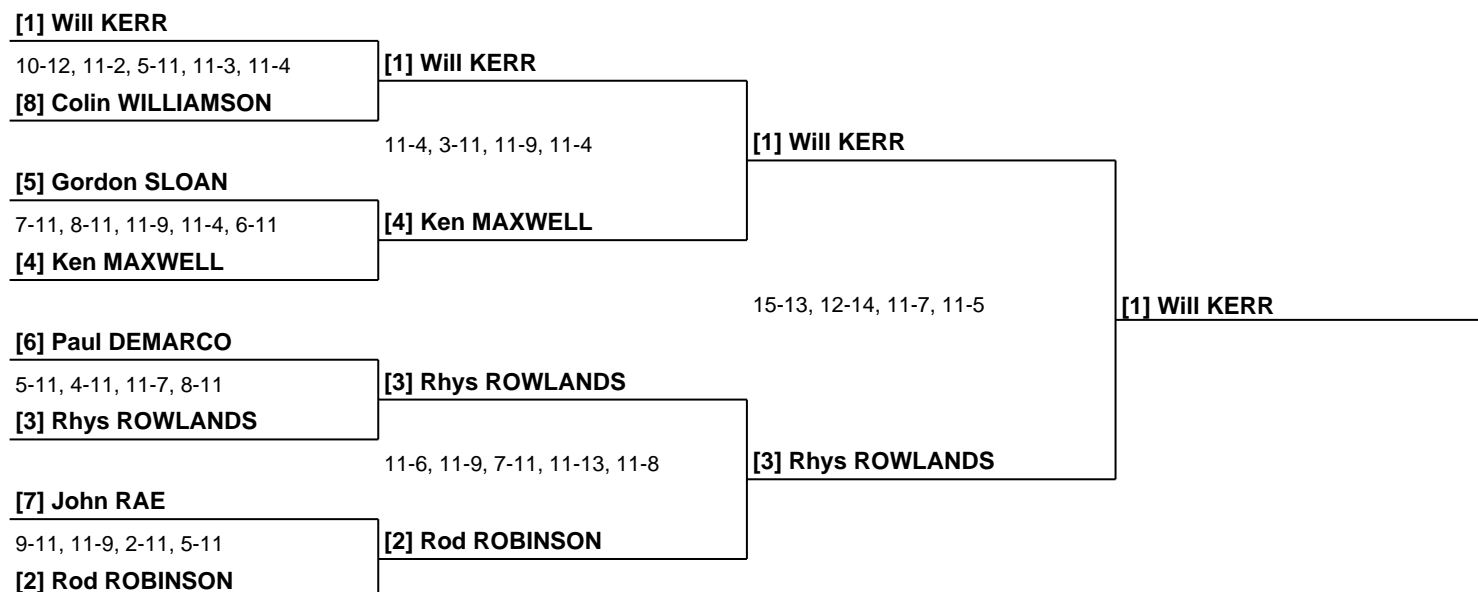 [1] Will KERR
10-12, 11-2, 5-11, 11-3, 11-4
[8] Colin WILLIAMSON
[1] Will KERR
11-4, 3-11, 11-9, 11-4
[1] Will KERR
[5] Gordon SLOAN
7-11, 8-11, 11-9, 11-4, 6-11
[4] Ken MAXWELL
[4] Ken MAXWELL
15-13, 12-14, 11-7, 11-5
[1] Will KERR
[6] Paul DEMARCO
5-11, 4-11, 11-7, 8-11
[3] Rhys ROWLANDS
[3] Rhys ROWLANDS
11-6, 11-9, 7-11, 11-13, 11-8
[3] Rhys ROWLANDS
[7] John RAE
9-11, 11-9, 2-11, 5-11
[2] Rod ROBINSON
[2] Rod ROBINSON